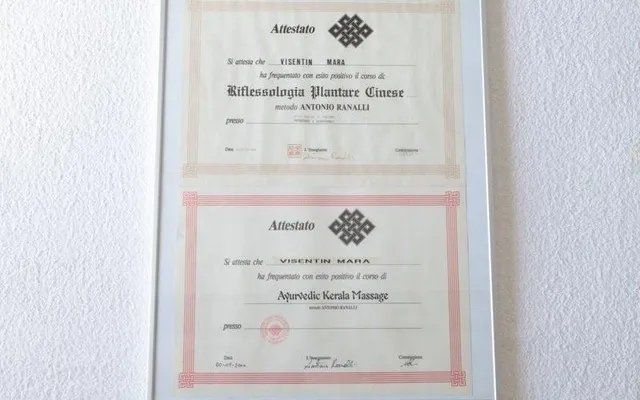 Attestato
Si attesta che VISENTIN MARA
ha frequentato con esito positivo il corso di:
Riflessologia Plantare Cinese
metodo ANTONIO RANALLI
presso
Data L'Insegnante Commissione
Attestato
Si attesta che VISENTIN MARA
ha frequentato con esito positivo il corso di
Ayurvedic Kerala Massage
metodo ANTONIO RANALLI
presso
Data L'Insegnante Commissione